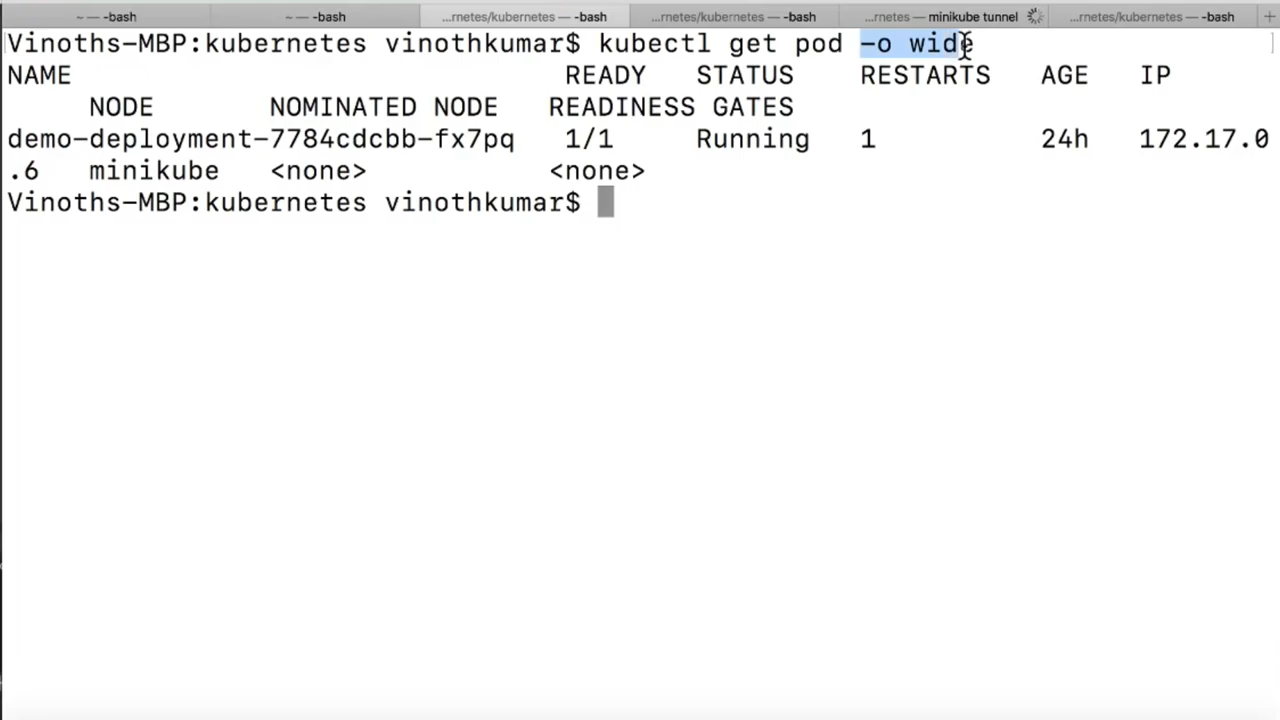 ~ — -bash
~ — -bash
...rnetes/kubernetes — -bash
...rnetes/kubernetes — -bash
...rnetes — minikube tunnel
...rnetes/kubernetes — -bash
+
Vinoths-MBP:kubernetes vinothkumar$ kubectl get pod -o wide
NAME READY STATUS RESTARTS AGE IP
NODE NOMINATED NODE READINESS GATES
demo-deployment-7784cdcbb-fx7pq 1/1 Running 1 24h 172.17.0
.6 minikube <none> <none>
Vinoths-MBP:kubernetes vinothkumar$